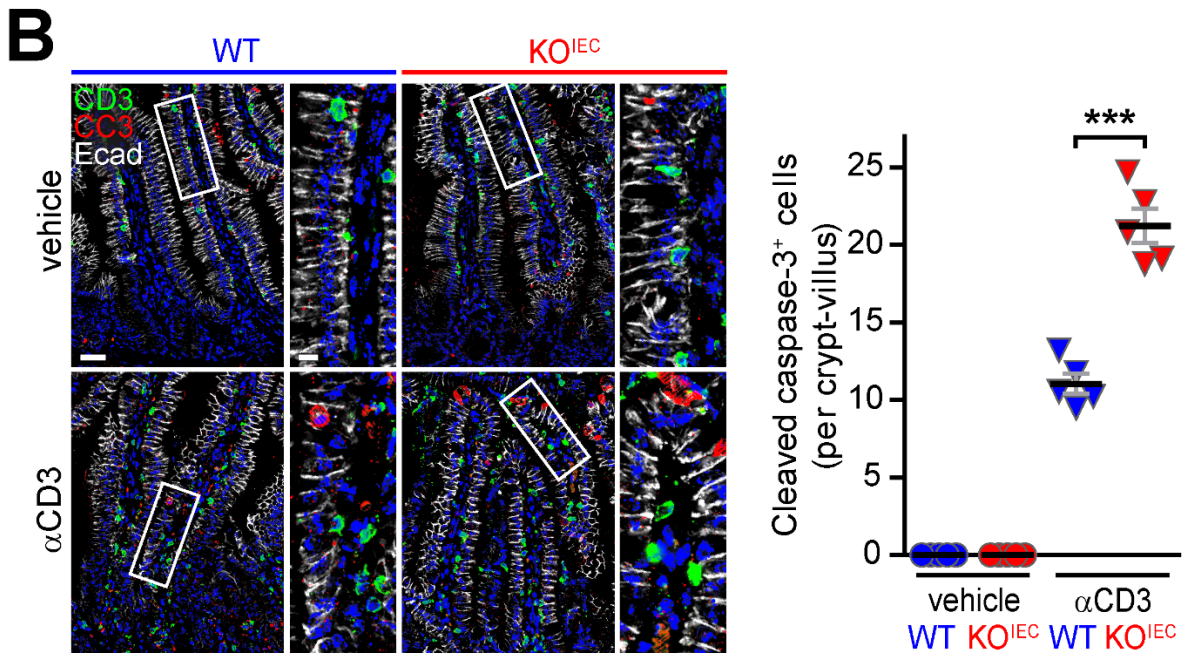 B
WT
KO^IEC
CD3
CC3
Ecad
vehicle
αCD3
Cleaved caspase-3⁺ cells
(per crypt-villus)
***
25
20
15
10
5
0
vehicle
αCD3
WT KO^IEC
WT KO^IEC